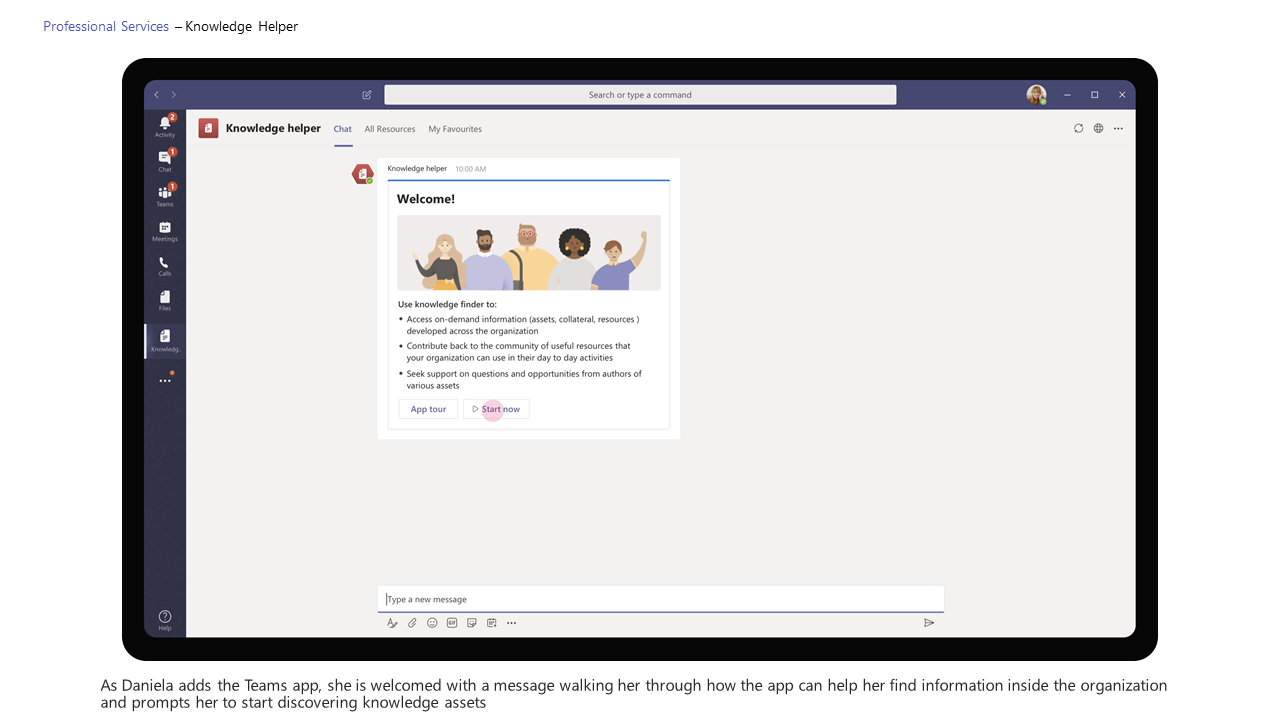 Professional Services – Knowledge Helper
Search or type a command
Knowledge helper Chat All Resources My Favourites
2
Activity
1
Chat
1
Teams
Meetings
Calls
Files
Knowledg..
Help
Knowledge helper 10:00 AM
Welcome!
Use knowledge finder to:
• Access on-demand information (assets, collateral, resources )
developed across the organization
• Contribute back to the community of useful resources that
your organization can use in their day to day activities
• Seek support on questions and opportunities from authors of
various assets
App tour Start now
Type a new message
GIF
As Daniela adds the Teams app, she is welcomed with a message walking her through how the app can help her find information inside the organization
and prompts her to start discovering knowledge assets